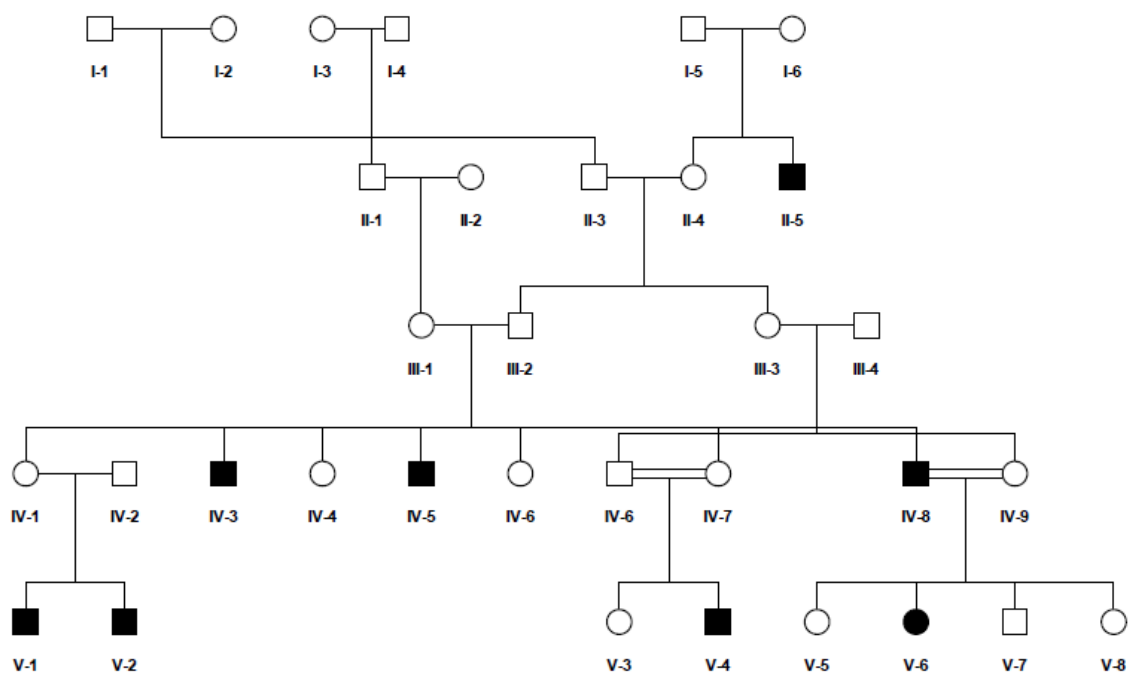 I-1 I-2 I-3 I-4 I-5 I-6
II-1 II-2 II-3 II-4 II-5
III-1 III-2 III-3 III-4
IV-1 IV-2 IV-3 IV-4 IV-5 IV-6 IV-6 IV-7 IV-8 IV-9
V-1 V-2 V-3 V-4 V-5 V-6 V-7 V-8